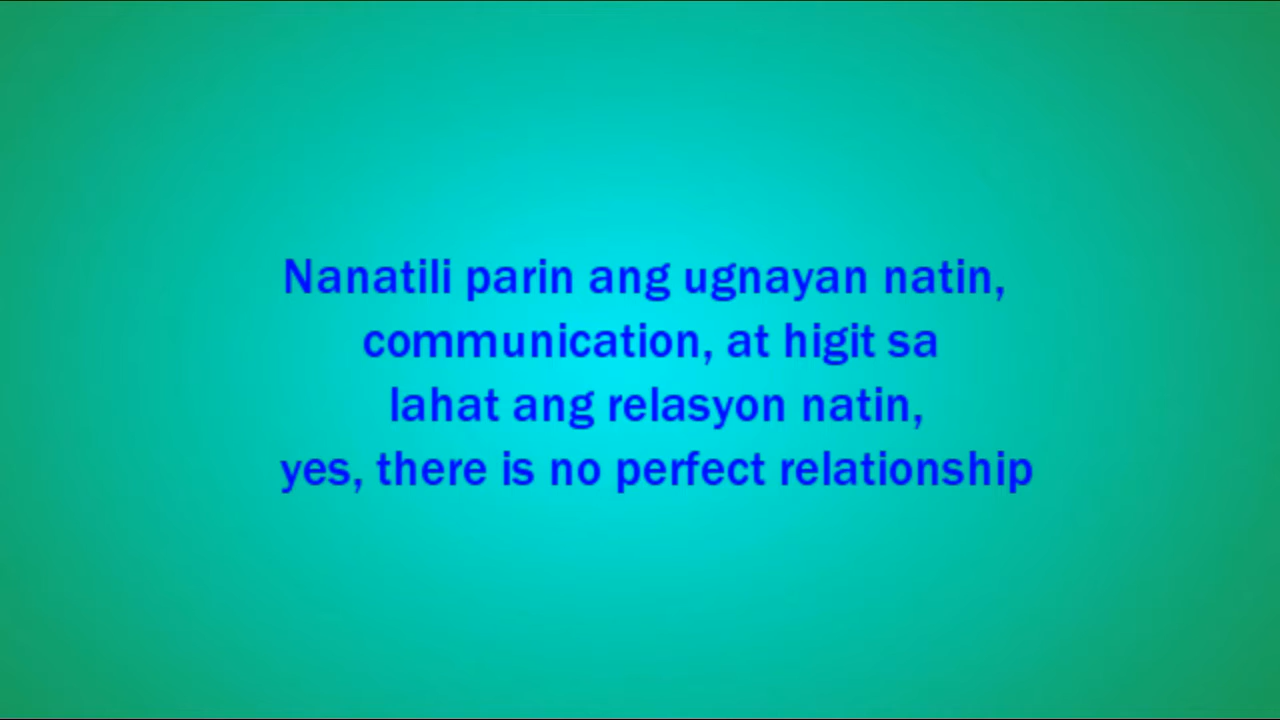 Nanatili parin ang ugnayan natin,
communication, at higit sa
lahat ang relasyon natin,
yes, there is no perfect relationship